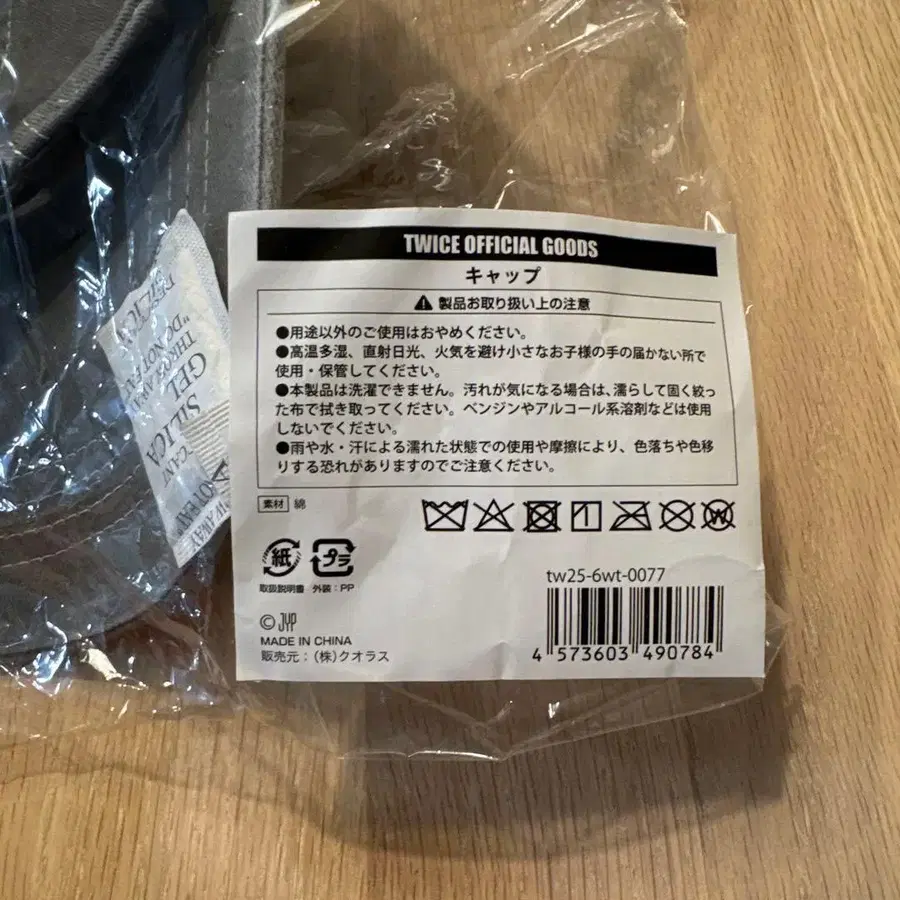 TWICE OFFICIAL GOODS
キャップ
製品お取り扱い上の注意
●用途以外のご使用はおやめください。
●高温多湿、直射日光、火気を避け小さなお子様の手の届かない所で
使用・保管してください。
●本製品は洗濯できません。汚れが気になる場合は、濡らして固く絞っ
た布で拭き取ってください。ベンジンやアルコール系溶剤などは使用
しないでください。
●雨や水・汗による濡れた状態での使用や摩擦により、色落ちや色移
りする恐れがありますのでご注意ください。
素材 綿
紙 プラ
取扱説明書 外装:PP
tw25-6wt-0077
© JYP
MADE IN CHINA
販売元:(株)クオラス
4 573603 490784
"DO NOT EAT"
THROW AWAY
SILICA
GEL